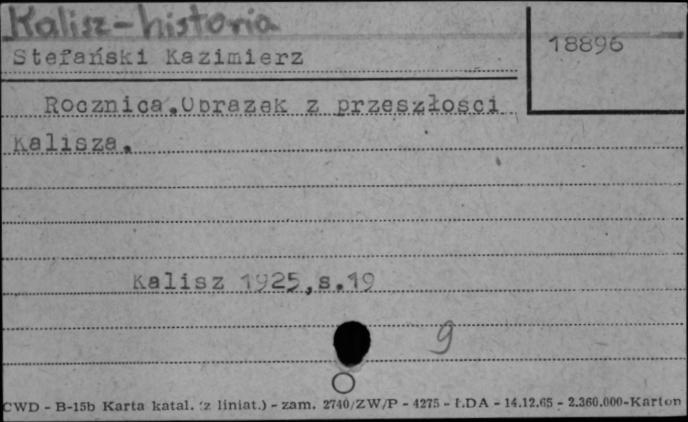 Kalisz-historia
18896
Stefański Kazimierz
Rocznica.Obrazek z przeszłości
Kalisza.
Kalisz 1925,s.19
9
CWD - B-15b Karta katal. (z liniat.) - zam. 2740/ZW/P - 4275 - ŁDA - 14.12.65 - 2.360.000-Karton